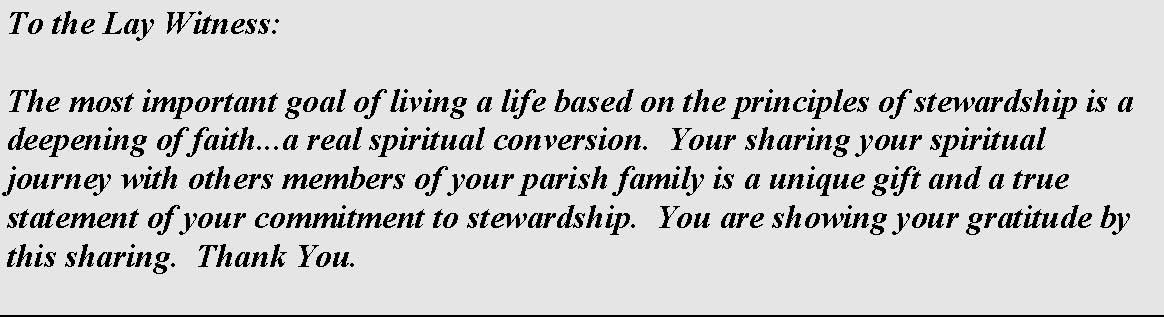 To the Lay Witness:
The most important goal of living a life based on the principles of stewardship is a
deepening of faith...a real spiritual conversion.  Your sharing your spiritual
journey with others members of your parish family is a unique gift and a true
statement of your commitment to stewardship.  You are showing your gratitude by
this sharing.  Thank You.